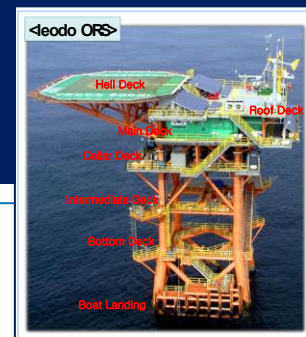 <Ieodo ORS>
Heli Deck
Roof Deck
Main Deck
Cellar Deck
Intermediate Deck
Bottom Deck
Boat Landing